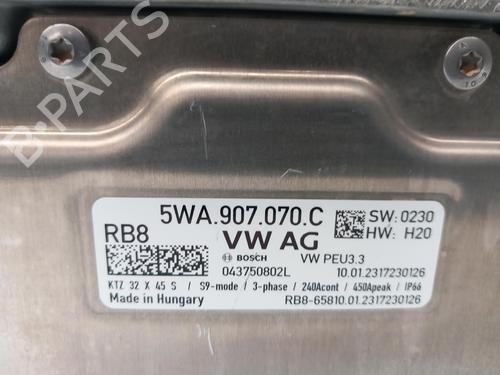 5WA.907.070.C
RB8 VW AG SW: 0230
HW: H20
BOSCH VW PEU3.3
043750802L 10.01.2317230126
KTZ 32 X 45 S / S9-mode / 3-phase / 240Acont / 450Apeak / IP66
Made in Hungary RB8-65810.01.2317230126
B-PARTS